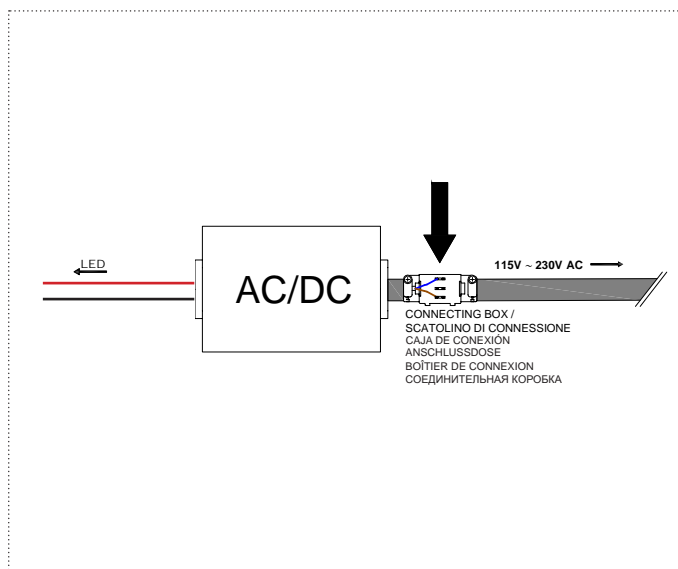 LED
AC/DC
115V ~ 230V AC
CONNECTING BOX /
SCATOLINO DI CONNESSIONE
CAJA DE CONEXIÓN
ANSCHLUSSDOSE
BOÎTIER DE CONNEXION
СОЕДИНИТЕЛЬНАЯ КОРОБКА